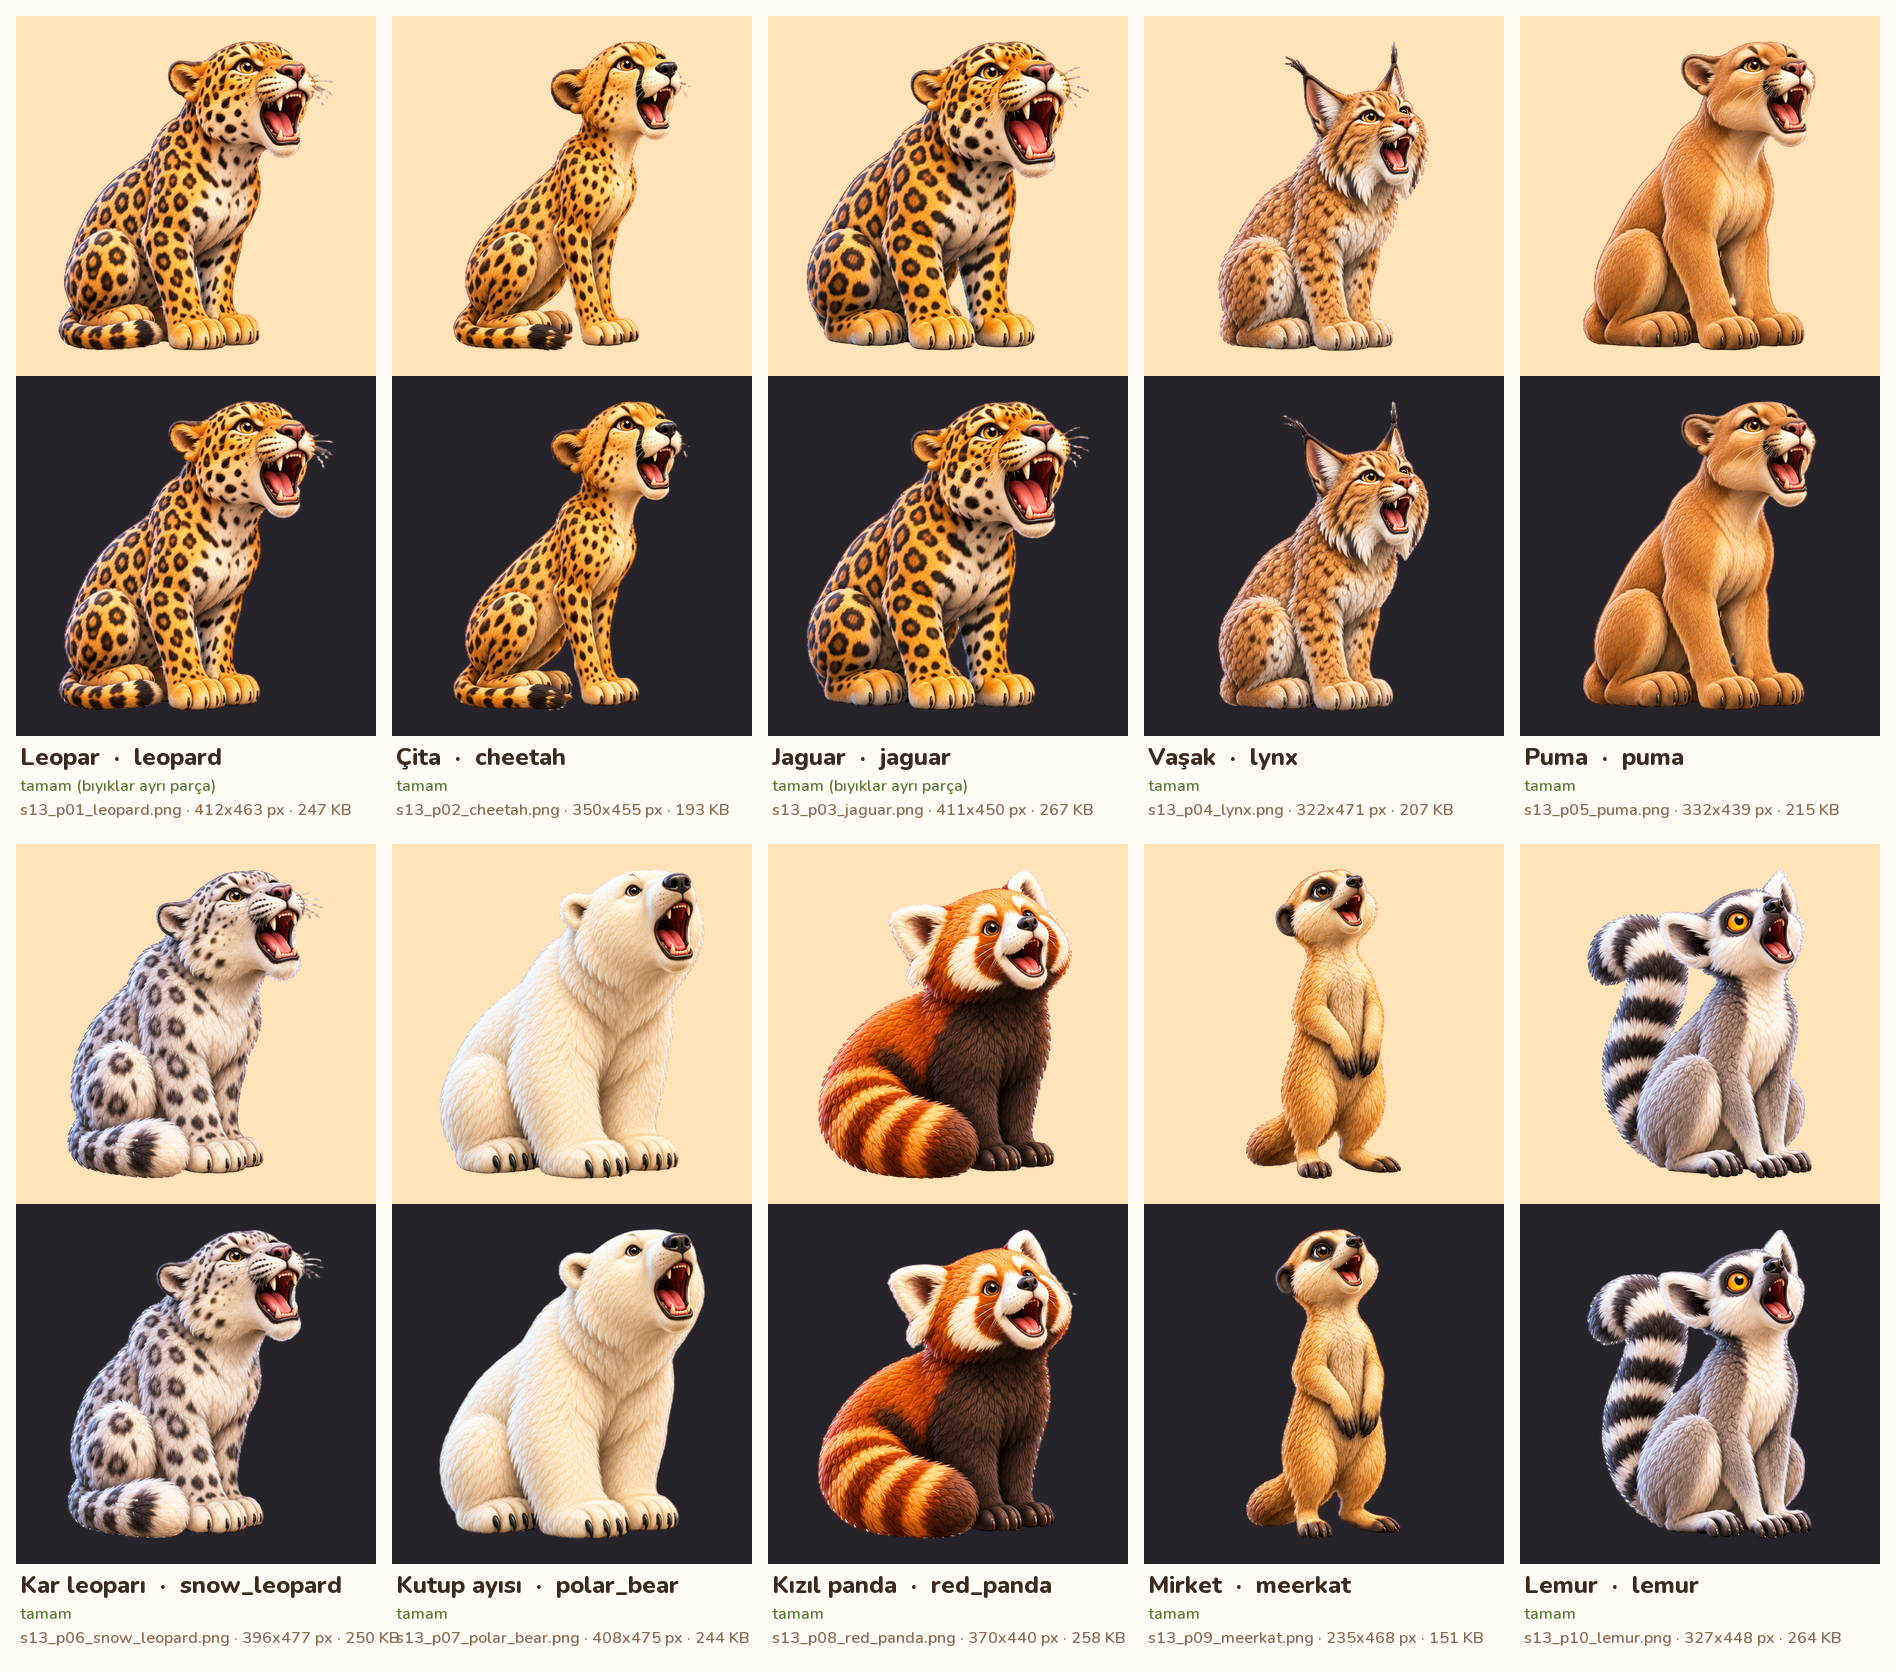 Leopar · leopard
tamam (bıyıklar ayrı parça)
s13_p01_leopard.png · 412x463 px · 247 KB
Çita · cheetah
tamam
s13_p02_cheetah.png · 350x455 px · 193 KB
Jaguar · jaguar
tamam (bıyıklar ayrı parça)
s13_p03_jaguar.png · 411x450 px · 267 KB
Vaşak · lynx
tamam
s13_p04_lynx.png · 322x471 px · 207 KB
Puma · puma
tamam
s13_p05_puma.png · 332x439 px · 215 KB
Kar leoparı · snow_leopard
tamam
s13_p06_snow_leopard.png · 396x477 px · 250 KB
Kutup ayısı · polar_bear
tamam
s13_p07_polar_bear.png · 408x475 px · 244 KB
Kızıl panda · red_panda
tamam
s13_p08_red_panda.png · 370x440 px · 258 KB
Mirket · meerkat
tamam
s13_p09_meerkat.png · 235x468 px · 151 KB
Lemur · lemur
tamam
s13_p10_lemur.png · 327x448 px · 264 KB